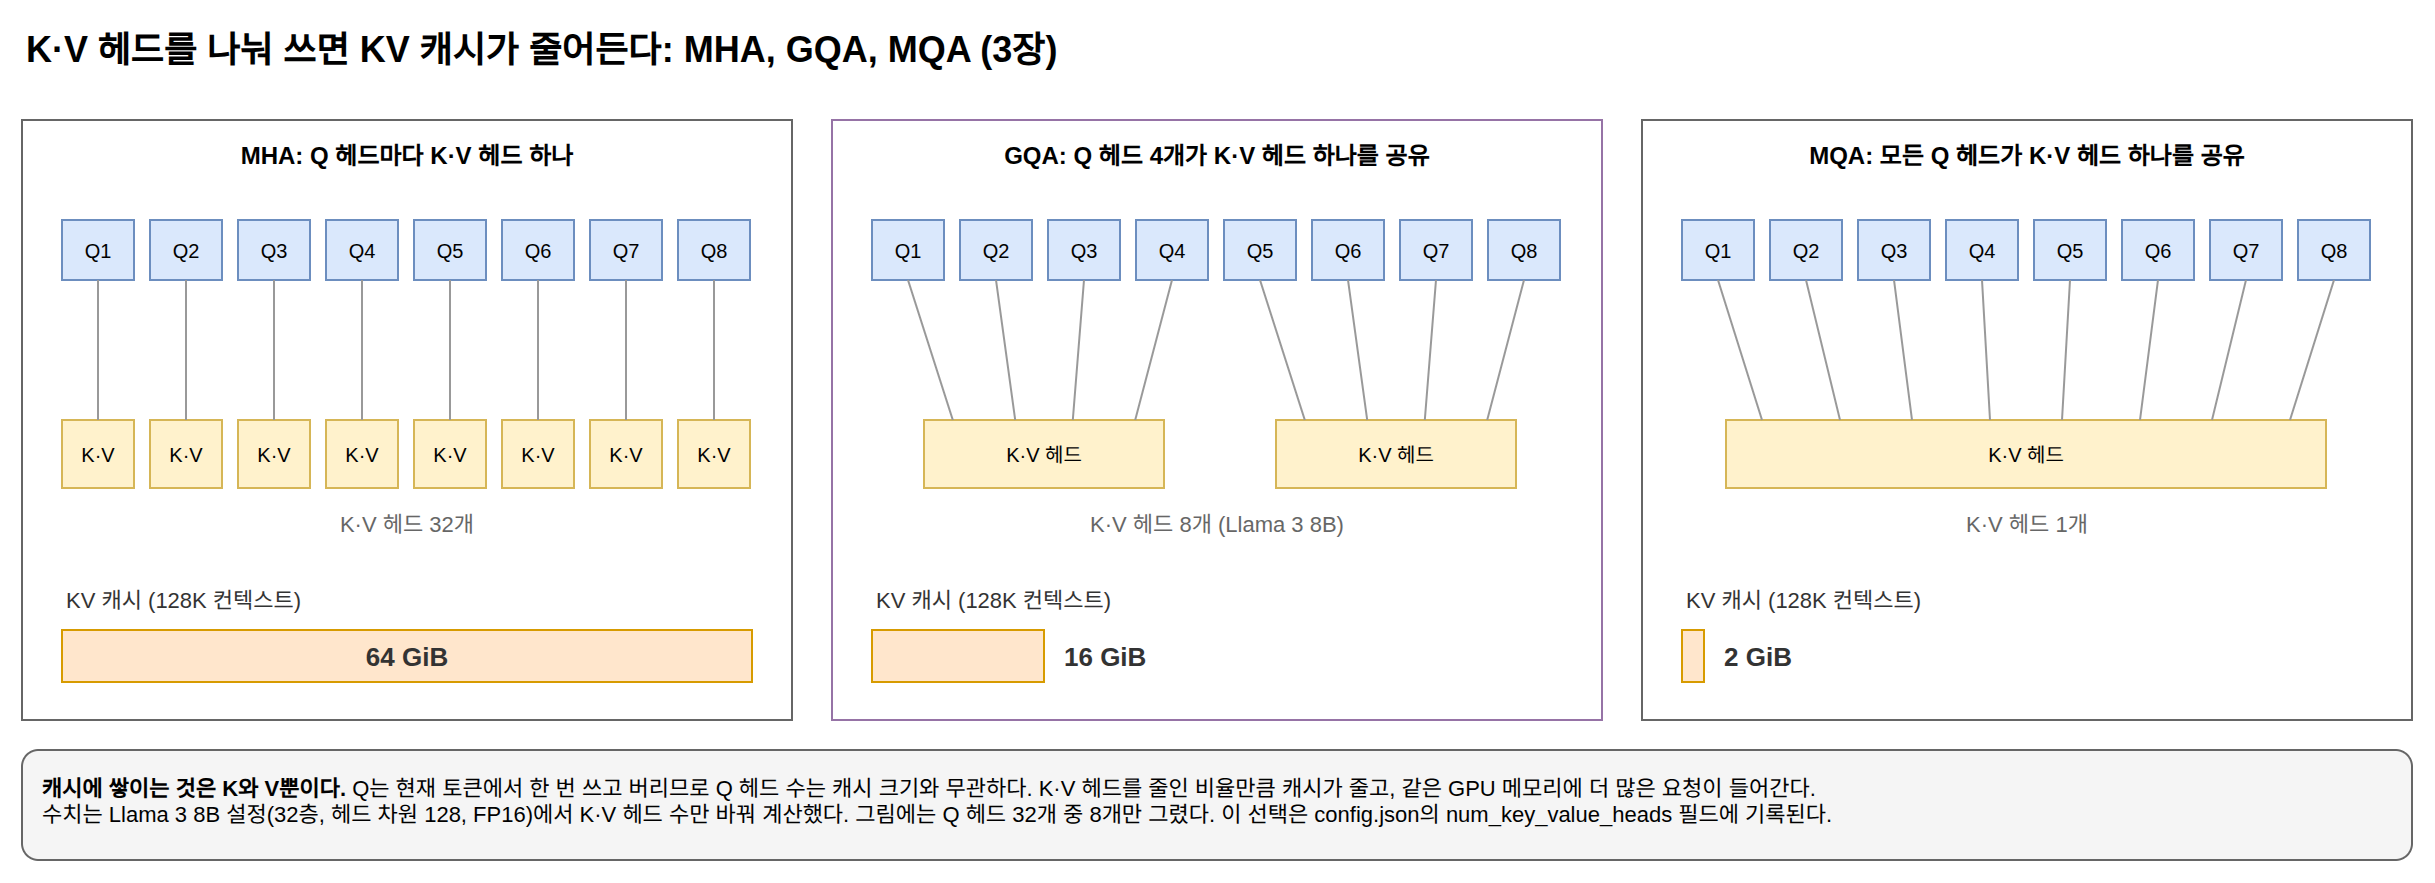 K·V 헤드를 나눠 쓰면 KV 캐시가 줄어든다: MHA, GQA, MQA (3장)
MHA: Q 헤드마다 K·V 헤드 하나
Q1 Q2 Q3 Q4 Q5 Q6 Q7 Q8
K·V K·V K·V K·V K·V K·V K·V K·V
K·V 헤드 32개
KV 캐시 (128K 컨텍스트)
64 GiB
GQA: Q 헤드 4개가 K·V 헤드 하나를 공유
Q1 Q2 Q3 Q4 Q5 Q6 Q7 Q8
K·V 헤드 K·V 헤드
K·V 헤드 8개 (Llama 3 8B)
KV 캐시 (128K 컨텍스트)
16 GiB
MQA: 모든 Q 헤드가 K·V 헤드 하나를 공유
Q1 Q2 Q3 Q4 Q5 Q6 Q7 Q8
K·V 헤드
K·V 헤드 1개
KV 캐시 (128K 컨텍스트)
2 GiB
캐시에 쌓이는 것은 K와 V뿐이다. Q는 현재 토큰에서 한 번 쓰고 버리므로 Q 헤드 수는 캐시 크기와 무관하다. K·V 헤드를 줄인 비율만큼 캐시가 줄고, 같은 GPU 메모리에 더 많은 요청이 들어간다.
수치는 Llama 3 8B 설정(32층, 헤드 차원 128, FP16)에서 K·V 헤드 수만 바꿔 계산했다. 그림에는 Q 헤드 32개 중 8개만 그렸다. 이 선택은 config.json의 num_key_value_heads 필드에 기록된다.